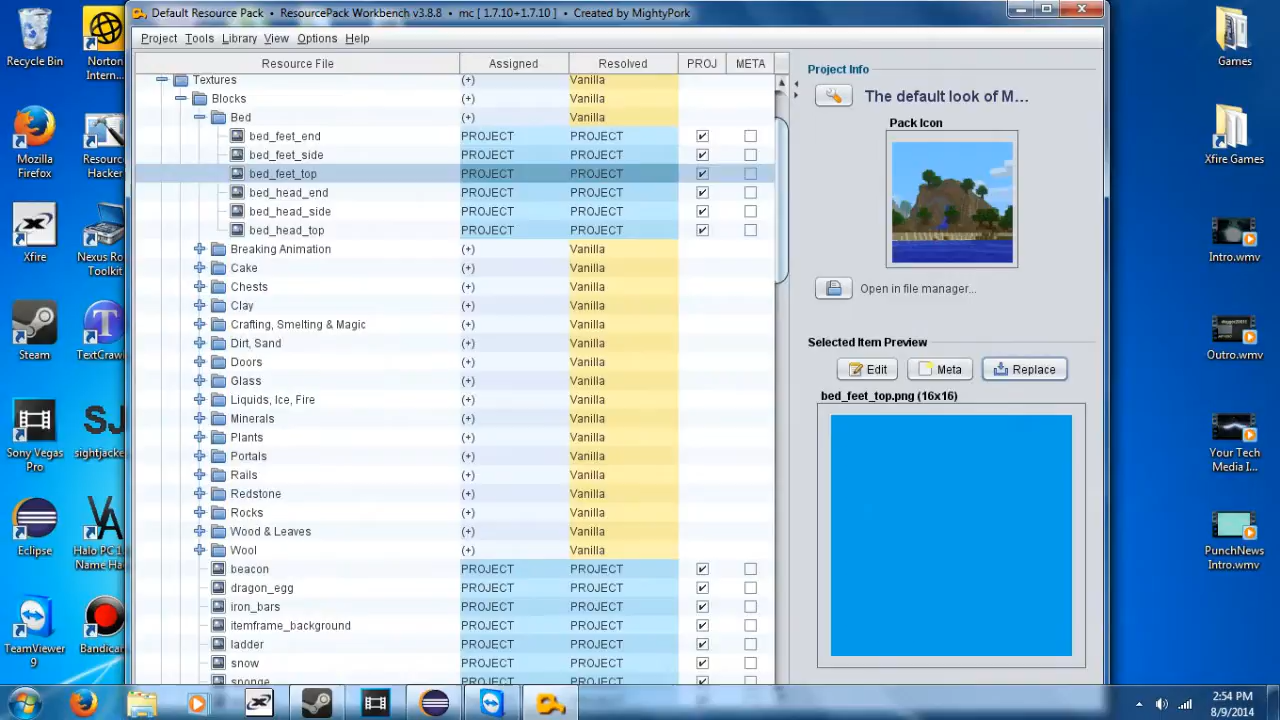 Default Resource Pack • ResourcePack Workbench v3.8.8 • mc [ 1.7.10+1.7.10 ] • Created by MightyPork
Project Tools Library View Options Help
Resource File Assigned Resolved PROJ META
Textures (+) Vanilla
Blocks (+) Vanilla
Bed (+) Vanilla
bed_feet_end PROJECT PROJECT
bed_feet_side PROJECT PROJECT
bed_feet_top PROJECT PROJECT
bed_head_end PROJECT PROJECT
bed_head_side PROJECT PROJECT
bed_head_top PROJECT PROJECT
Breaking Animation (+) Vanilla
Cake (+) Vanilla
Chests (+) Vanilla
Clay (+) Vanilla
Crafting, Smelting & Magic (+) Vanilla
Dirt, Sand (+) Vanilla
Doors (+) Vanilla
Glass (+) Vanilla
Liquids, Ice, Fire (+) Vanilla
Minerals (+) Vanilla
Plants (+) Vanilla
Portals (+) Vanilla
Rails (+) Vanilla
Redstone (+) Vanilla
Rocks (+) Vanilla
Wood & Leaves (+) Vanilla
Wool (+) Vanilla
beacon PROJECT PROJECT
dragon_egg PROJECT PROJECT
iron_bars PROJECT PROJECT
itemframe_background PROJECT PROJECT
ladder PROJECT PROJECT
snow PROJECT PROJECT
sponge PROJECT PROJECT
Project Info
The default look of M...
Pack Icon
Open in file manager...
Selected Item Preview
Edit Meta Replace
bed_feet_top.png (16x16)
Recycle Bin
Norton
Intern...
Mozilla
Firefox
Resource
Hacker
Xfire
Nexus Ro
Toolkit
Steam
TextCraw
Sony Vegas
Pro
sightjacke
Eclipse
Halo PC 1.
Name Ha
TeamViewer
9
Bandica
Games
Xfire Games
Intro.wmv
Outro.wmv
Your Tech
Media I...
PunchNews
Intro.wmv
2:54 PM
8/9/2014